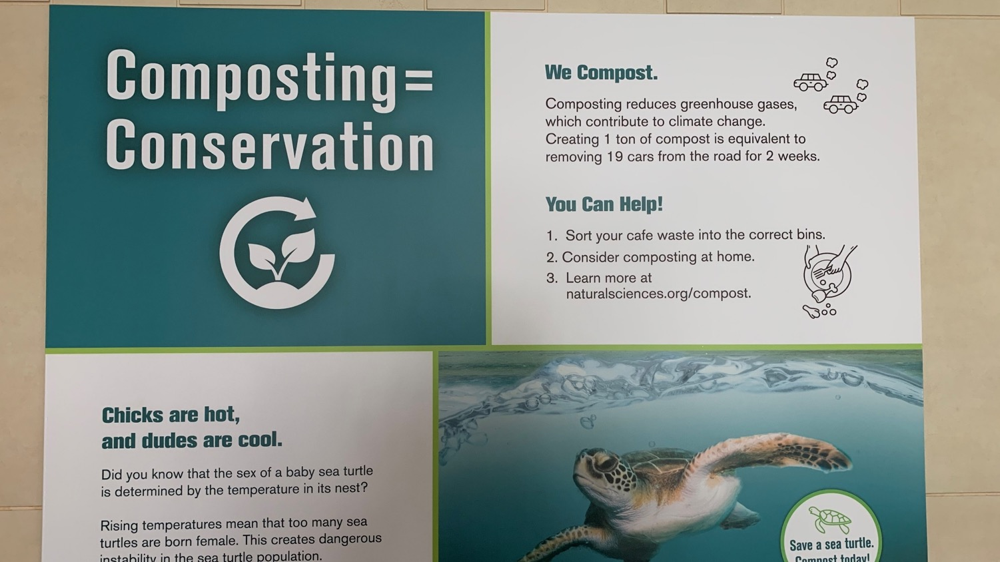 Composting=
Conservation
We Compost.
Composting reduces greenhouse gases,
which contribute to climate change.
Creating 1 ton of compost is equivalent to
removing 19 cars from the road for 2 weeks.
You Can Help!
1. Sort your cafe waste into the correct bins.
2. Consider composting at home.
3. Learn more at
naturalsciences.org/compost.
Chicks are hot,
and dudes are cool.
Did you know that the sex of a baby sea turtle
is determined by the temperature in its nest?
Rising temperatures mean that too many sea
turtles are born female. This creates dangerous
instability in the sea turtle population.
Save a sea turtle.
Compost today!